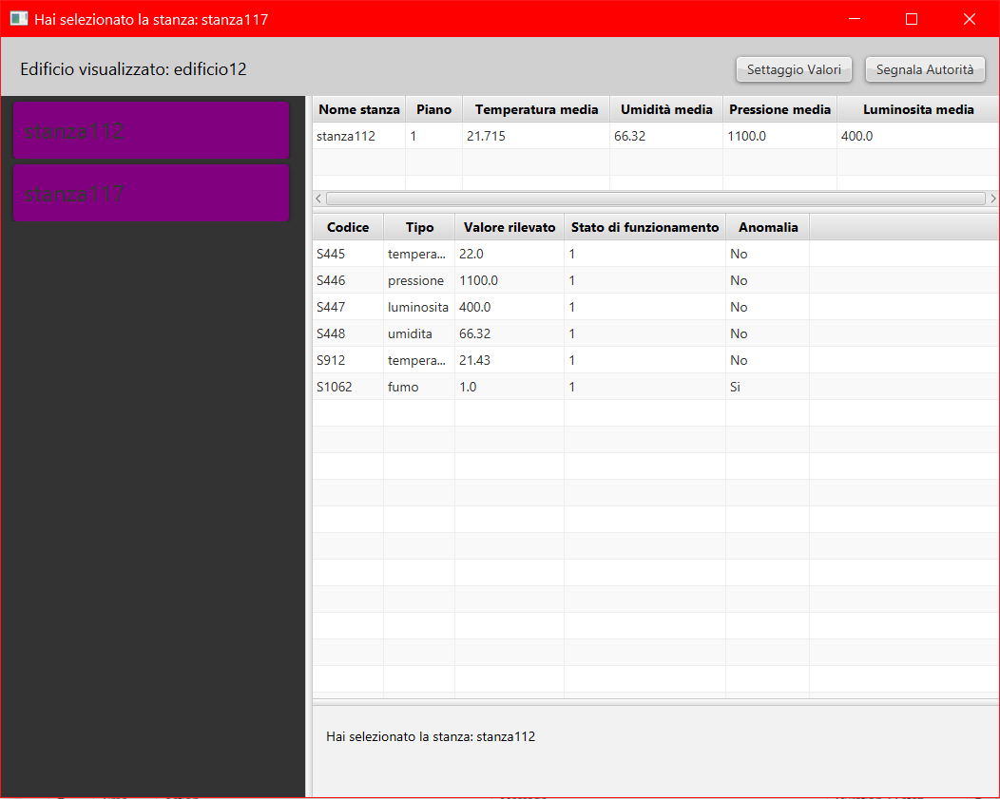 Hai selezionato la stanza: stanza117
Edificio visualizzato: edificio12
Settaggio Valori
Segnala Autorità
stanza112
stanza117
Nome stanza Piano Temperatura media Umidità media Pressione media Luminosita media
stanza112 1 21.715 66.32 1100.0 400.0
Codice Tipo Valore rilevato Stato di funzionamento Anomalia
S445 tempera... 22.0 1 No
S446 pressione 1100.0 1 No
S447 luminosita 400.0 1 No
S448 umidita 66.32 1 No
S912 tempera... 21.43 1 No
S1062 fumo 1.0 1 Si
Hai selezionato la stanza: stanza112